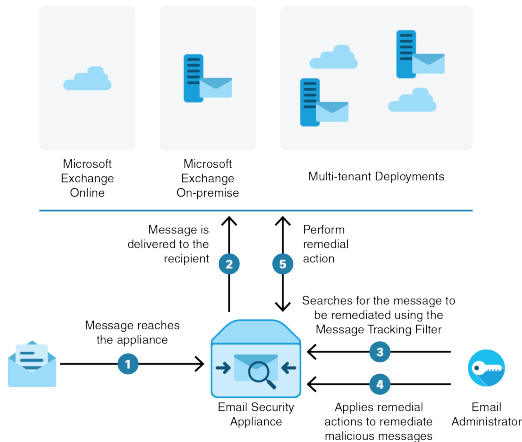 Microsoft
Exchange
Online
Microsoft
Exchange
On-premise
Multi-tenant Deployments
Message is
delivered to the
recipient
2
5
Perform
remedial
action
Message reaches
the appliance
1
Searches for the message to
be remediated using the
Message Tracking Filter
3
4
Email Security
Appliance
Applies remedial
actions to remediate
malicious messages
Email
Administrator